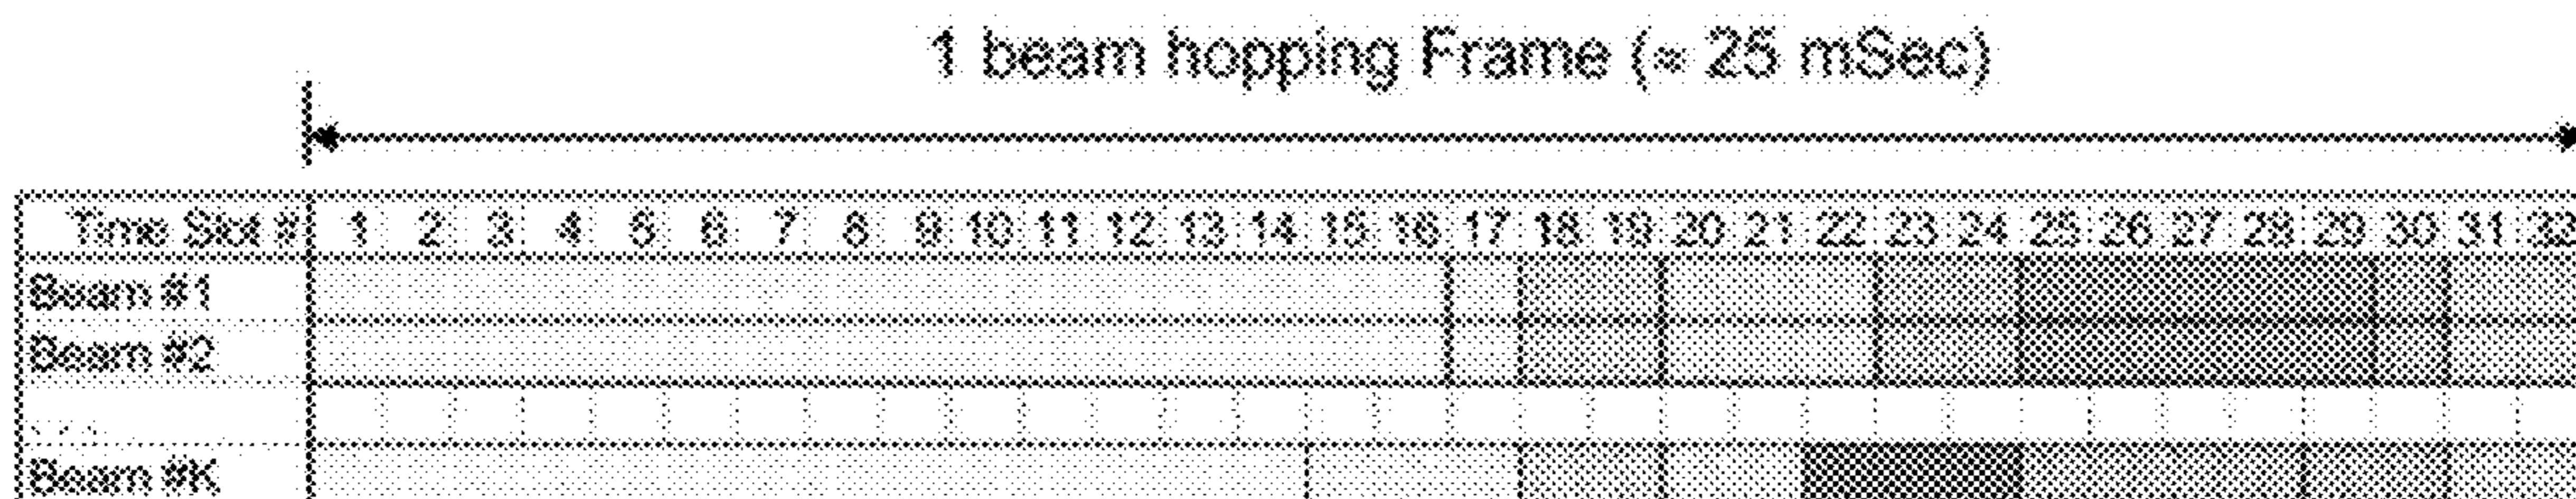 1 beam hopping Frame (≈ 25 mSec)
Time Slot # 1 2 3 4 5 6 7 8 9 10 11 12 13 14 15 16 17 18 19 20 21 22 23 24 25 26 27 28 29 30 31 32
Beam #1
Beam #2
...
Beam #K